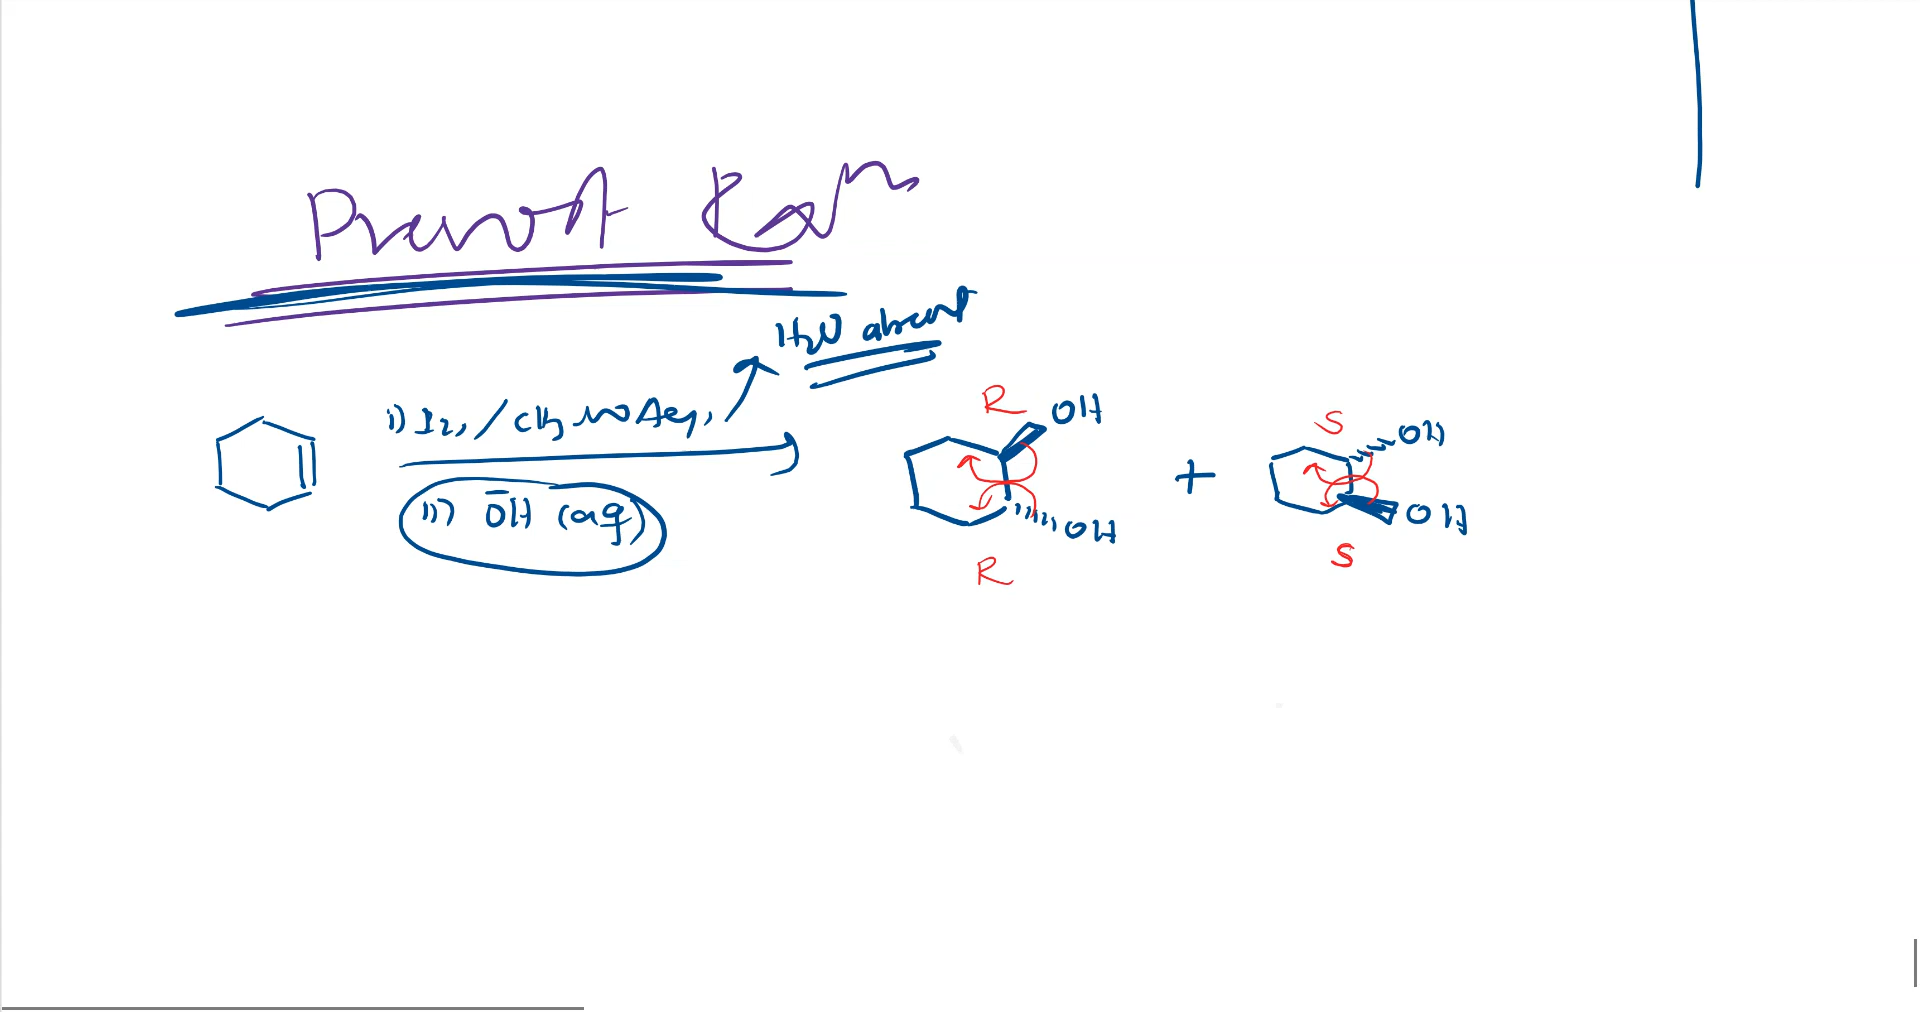 Prevost Rxn
H2O absent
i) I2, / CH3COOAg,
ii) OH (aq)
R OH
OH
R
+
S OH
OH
S